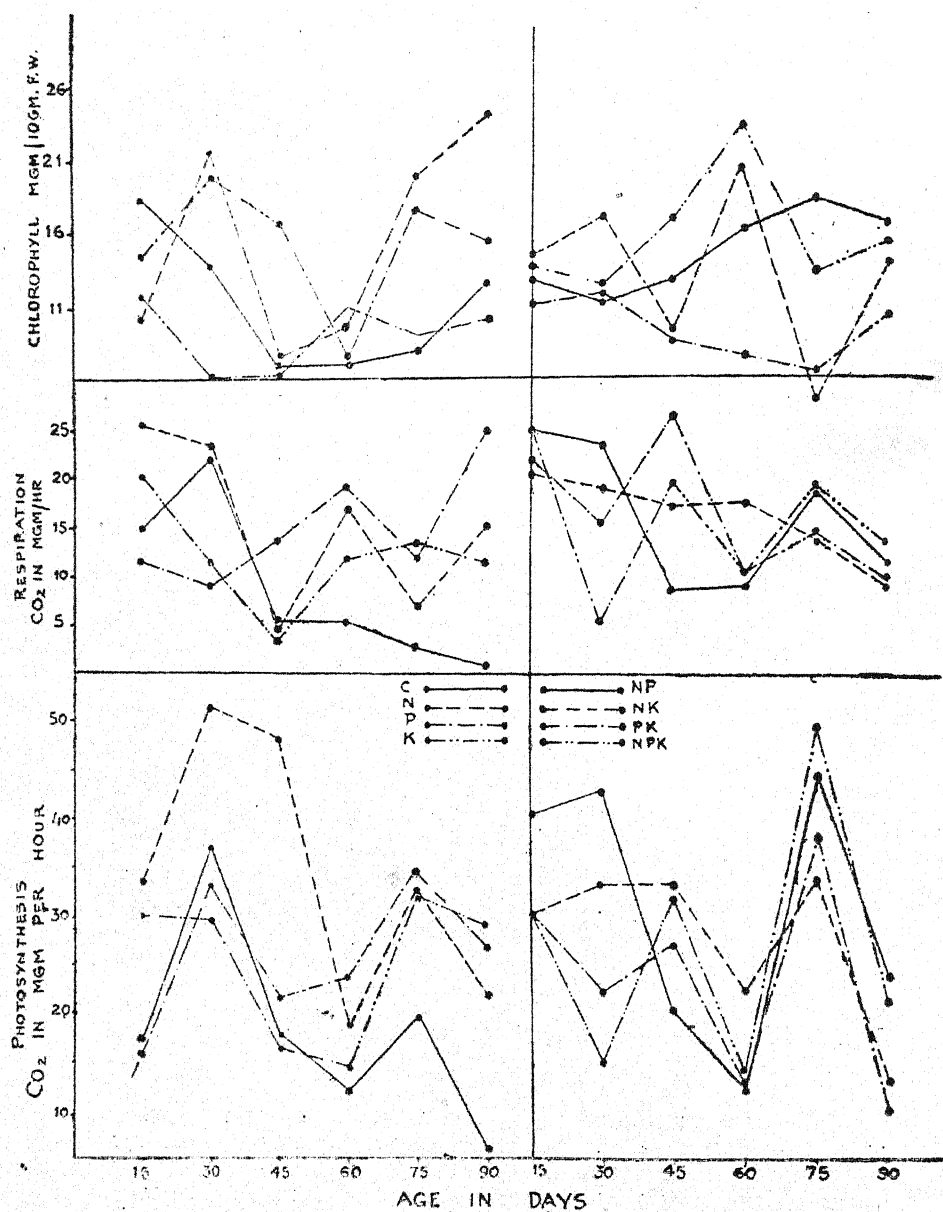 CHLOROPHYLL MGM/10GM. F.W.
26
21
16
11
RESPIRATION
CO₂ IN MGM/HR
25
20
15
10
5
C
N
P
K
NP
NK
PK
NPK
PHOTOSYNTHESIS
CO₂ IN MGM PER HOUR
50
40
30
20
10
15 30 45 60 75 90 15 30 45 60 75 90
AGE IN DAYS